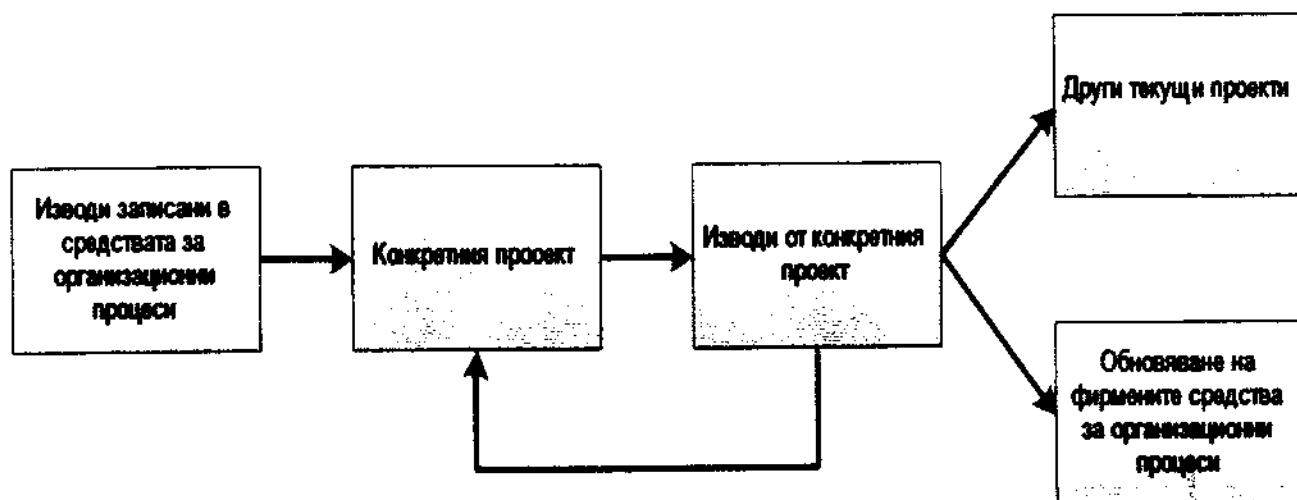 Изводи записани в
средствата за
организационни
процеси
Конкретния проект
Изводи от конкретния
проект
Други текущи проекти
Обновяване на
фирмените средства
за организационни
процеси